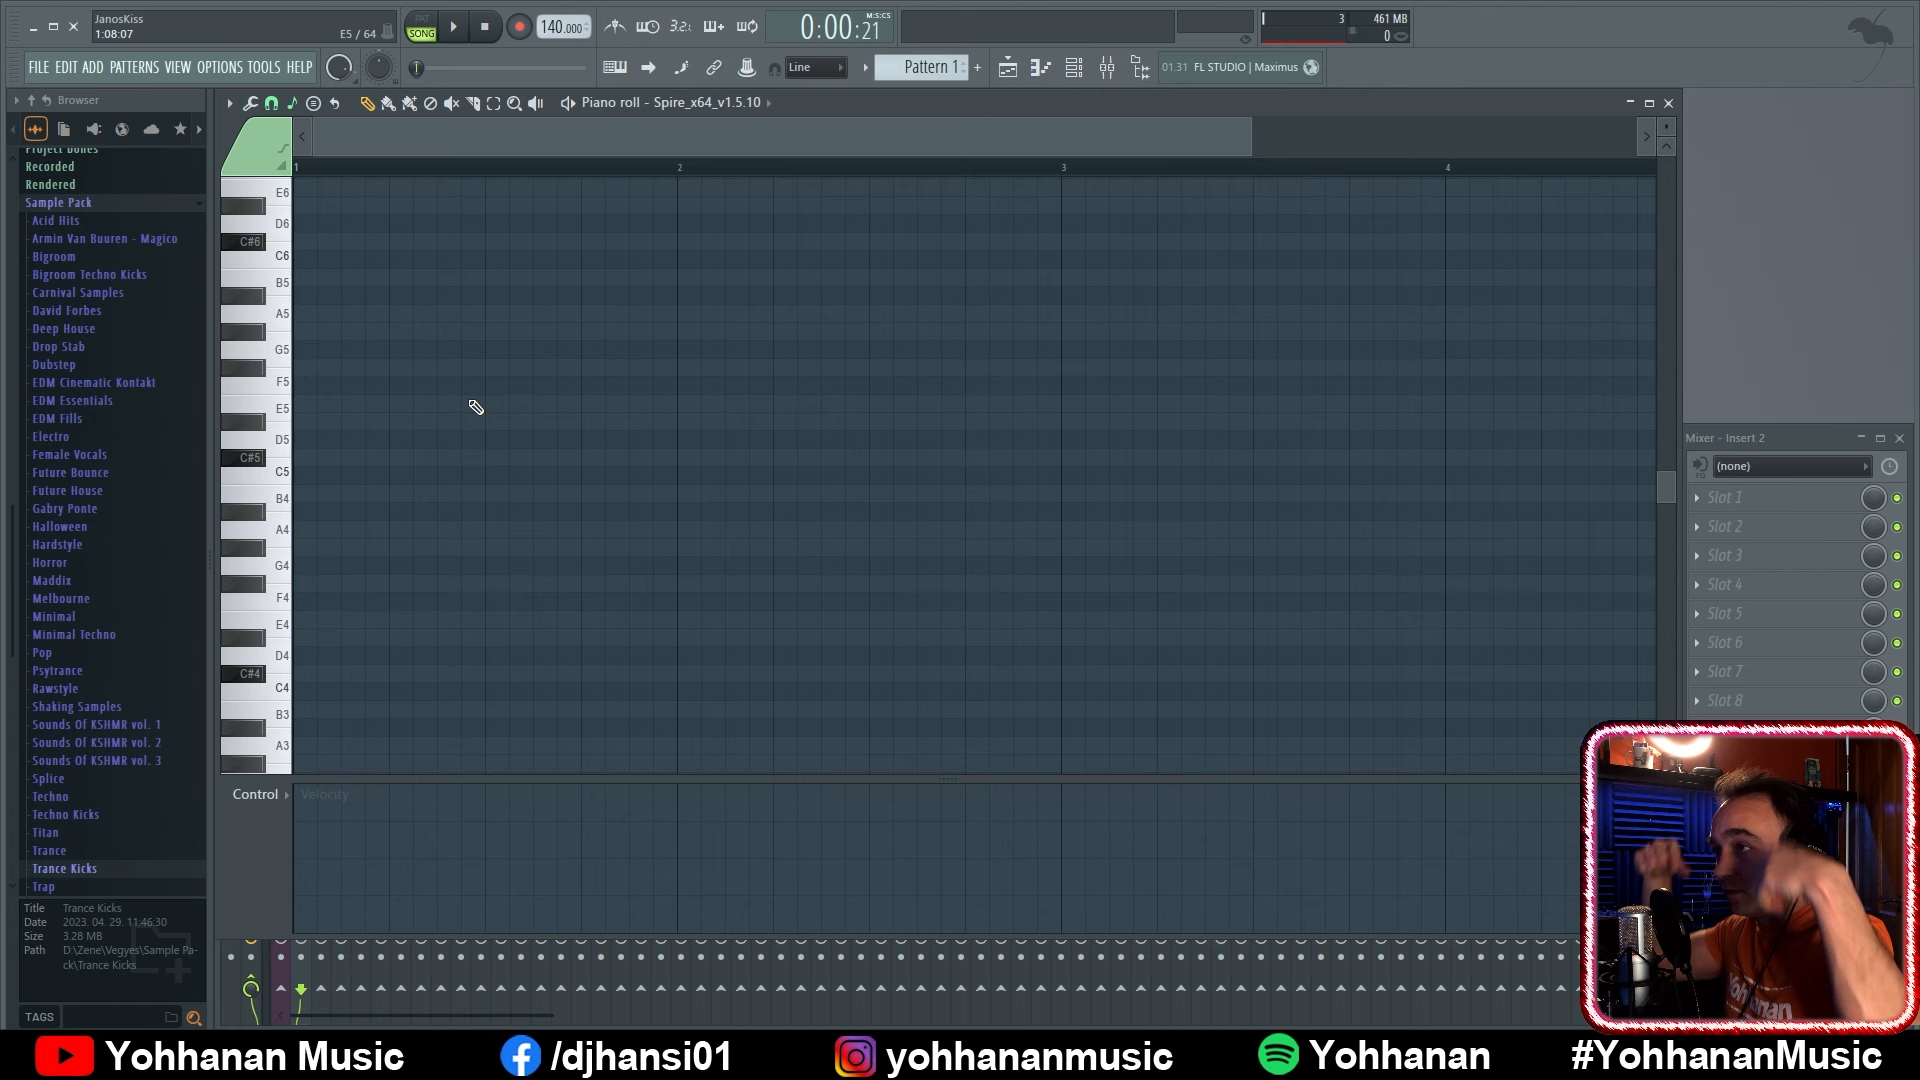 JanosKiss
1:08:07
E5 / 64
PAT
SONG
140.000
3.2.
0:00:21
M:S:CS
3
461 MB
0
FILE EDIT ADD PATTERNS VIEW OPTIONS TOOLS HELP
Line
Pattern 1
+
01.31 FL STUDIO | Maximus
Browser
Piano roll - Spire_x64_v1.5.10
Project bones
Recorded
Rendered
Sample Pack
Acid Hits
Armin Van Buuren - Magico
Bigroom
Bigroom Techno Kicks
Carnival Samples
David Forbes
Deep House
Drop Stab
Dubstep
EDM Cinematic Kontakt
EDM Essentials
EDM Fills
Electro
Female Vocals
Future Bounce
Future House
Gabry Ponte
Halloween
Hardstyle
Horror
Maddix
Melbourne
Minimal
Minimal Techno
Pop
Psytrance
Rawstyle
Shaking Samples
Sounds Of KSHMR vol. 1
Sounds Of KSHMR vol. 2
Sounds Of KSHMR vol. 3
Splice
Techno
Techno Kicks
Titan
Trance
Trance Kicks
Trap
Title Trance Kicks
Date 2023. 04. 29. 11:46:30
Size 3.28 MB
Path D:\Zene\Vegyes\Sample Pa-
ck\Trance Kicks
TAGS
1 2 3 4
E6
D6
C#6
C6
B5
A5
G5
F5
E5
D5
C#5
C5
B4
A4
G4
F4
E4
D4
C#4
C4
B3
A3
Control
Velocity
Mixer - Insert 2
(none)
Slot 1
Slot 2
Slot 3
Slot 4
Slot 5
Slot 6
Slot 7
Slot 8
Yohhanan
Yohhanan Music
/djhansi01
yohhananmusic
Yohhanan
#YohhananMusic